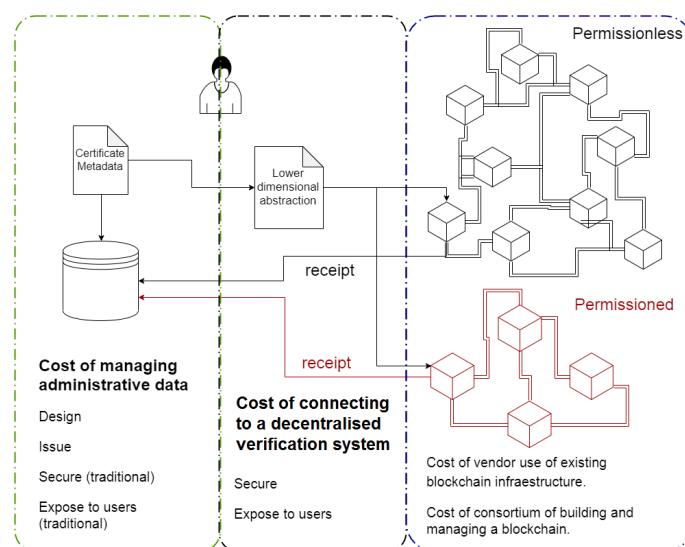 Permissionless
Certificate
Metadata
Lower
dimensional
abstraction
receipt
Permissioned
receipt
Cost of managing
administrative data
Design
Issue
Secure (traditional)
Expose to users
(traditional)
Cost of connecting
to a decentralised
verification system
Secure
Expose to users
Cost of vendor use of existing
blockchain infraestructure.
Cost of consortium of building and
managing a blockchain.